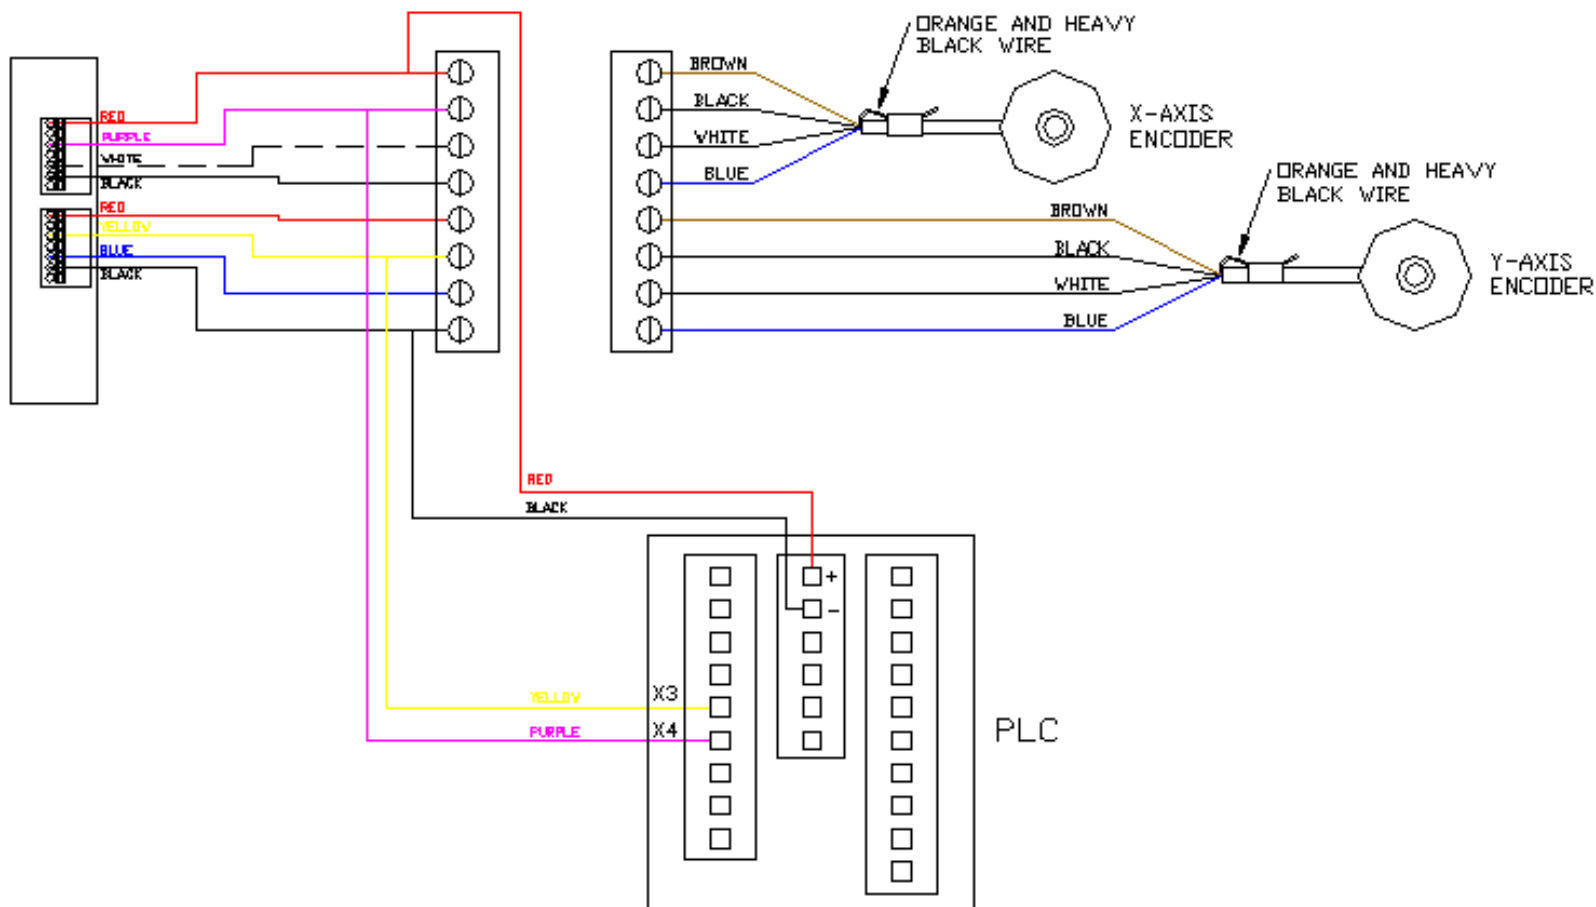 ORANGE AND HEAVY
BLACK WIRE
BROWN
BLACK
WHITE
BLUE
X-AXIS
ENCODER
RED
PURPLE
WHITE
BLACK
RED
YELLOW
BLUE
BLACK
ORANGE AND HEAVY
BLACK WIRE
BROWN
BLACK
WHITE
BLUE
Y-AXIS
ENCODER
RED
BLACK
+
-
YELLOW
X3
PURPLE
X4
PLC